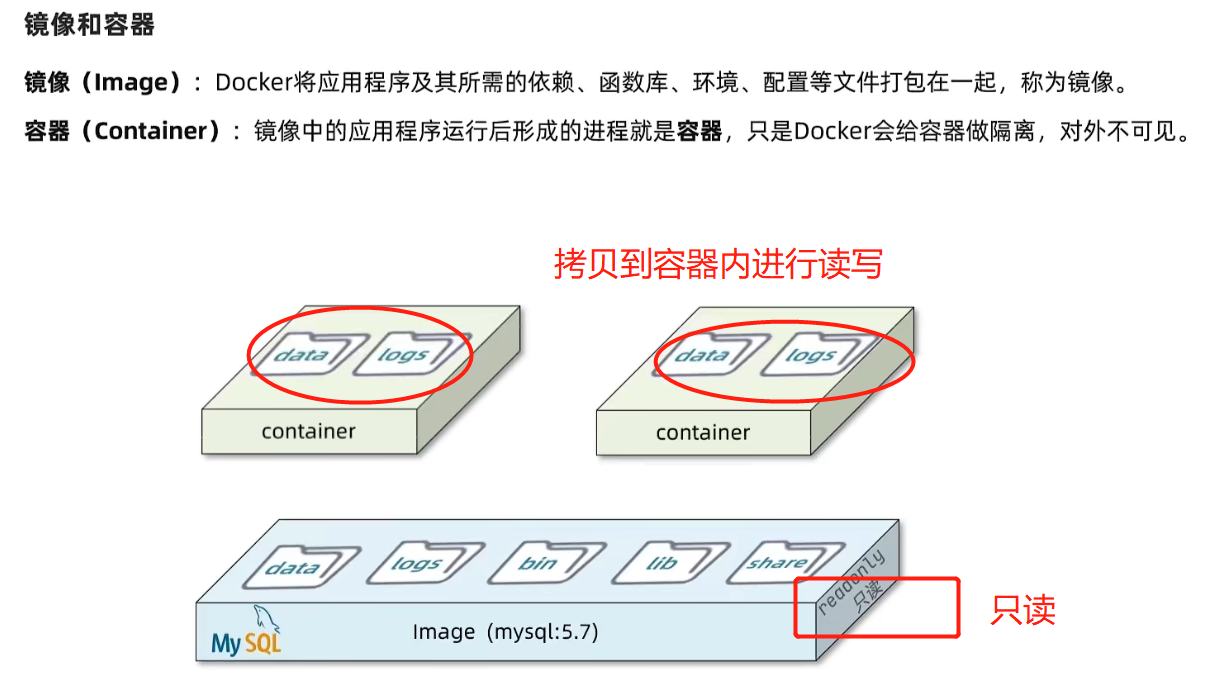 镜像和容器
镜像（Image）：Docker将应用程序及其所需的依赖、函数库、环境、配置等文件打包在一起，称为镜像。
容器（Container）：镜像中的应用程序运行后形成的进程就是容器，只是Docker会给容器做隔离，对外不可见。
拷贝到容器内进行读写
data logs
data logs
container
container
data logs bin lib share
readonly
只读
只读
MySQL
Image (mysql:5.7)